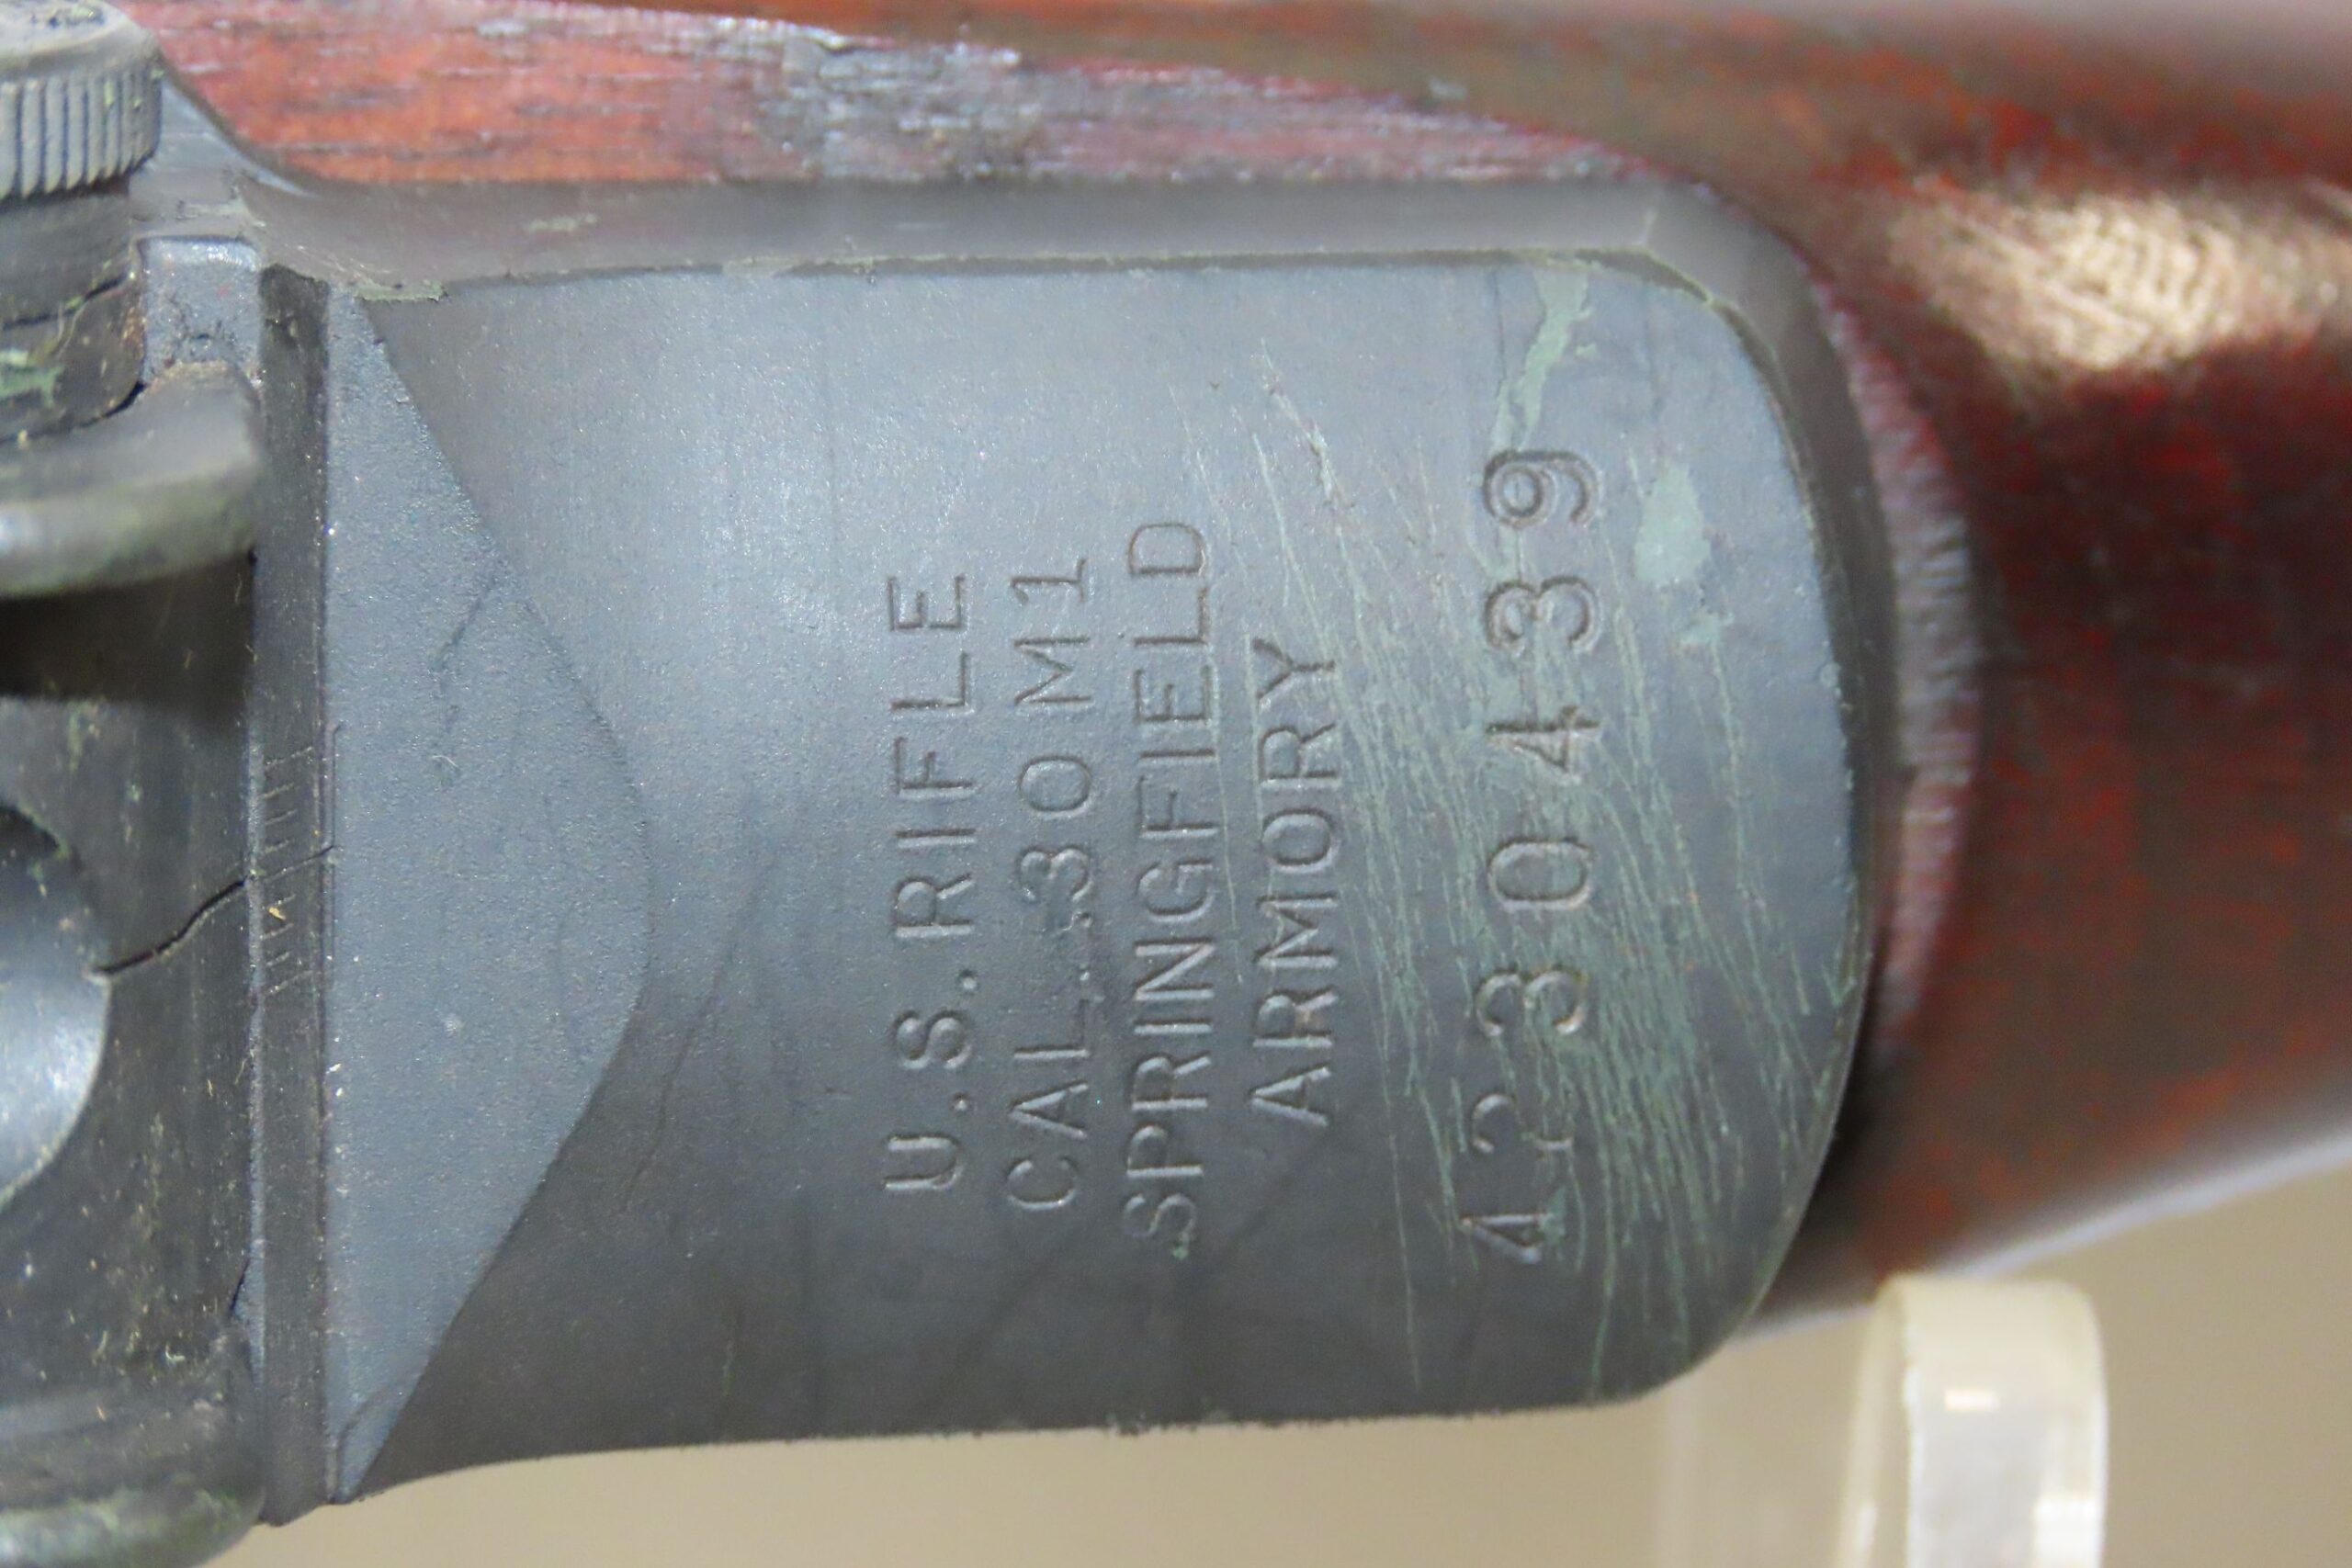 U.S. RIFLE
CAL. .30 M1
SPRINGFIELD
ARMORY
4230439